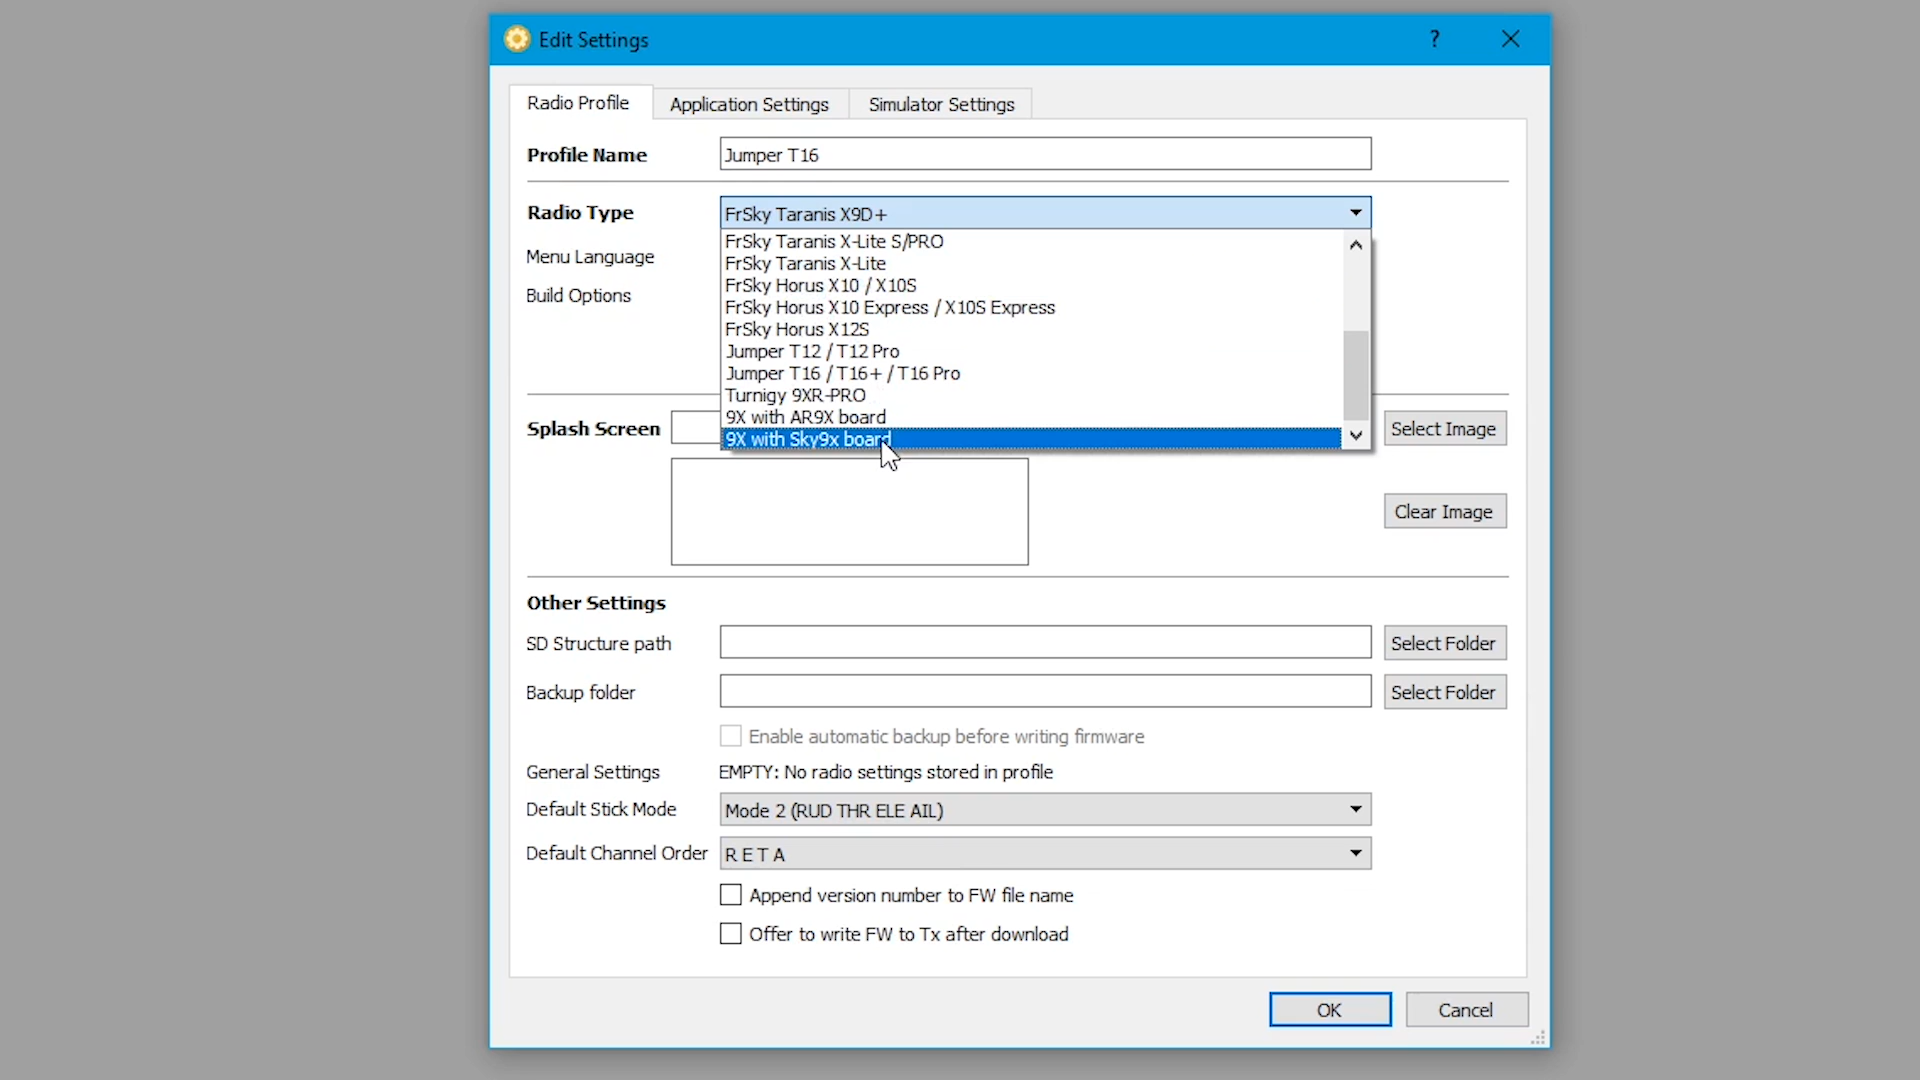 Edit Settings
?
Radio Profile
Application Settings
Simulator Settings
Profile Name
Jumper T16
Radio Type
FrSky Taranis X9D+
FrSky Taranis X-Lite S/PRO
Menu Language
FrSky Taranis X-Lite
FrSky Horus X10 / X10S
Build Options
FrSky Horus X10 Express / X10S Express
FrSky Horus X12S
Jumper T12 / T12 Pro
Jumper T16 / T16+ / T16 Pro
Turnigy 9XR-PRO
9X with AR9X board
Splash Screen
9X with Sky9x board
Select Image
Clear Image
Other Settings
SD Structure path
Select Folder
Backup folder
Select Folder
Enable automatic backup before writing firmware
General Settings
EMPTY: No radio settings stored in profile
Default Stick Mode
Mode 2 (RUD THR ELE AIL)
Default Channel Order
R E T A
Append version number to FW file name
Offer to write FW to Tx after download
OK
Cancel